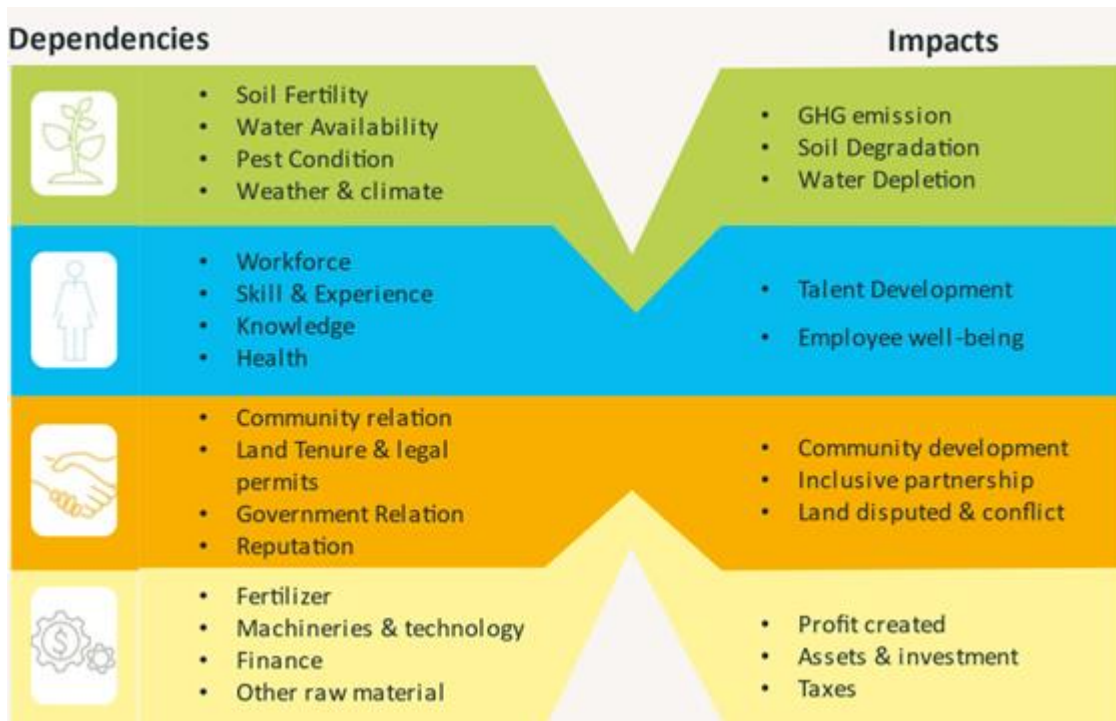 Dependencies
Impacts
• Soil Fertility
• Water Availability
• Pest Condition
• Weather & climate
• GHG emission
• Soil Degradation
• Water Depletion
• Workforce
• Skill & Experience
• Knowledge
• Health
• Talent Development
• Employee well-being
• Community relation
• Land Tenure & legal
permits
• Government Relation
• Reputation
• Community development
• Inclusive partnership
• Land disputed & conflict
$
• Fertilizer
• Machineries & technology
• Finance
• Other raw material
• Profit created
• Assets & investment
• Taxes